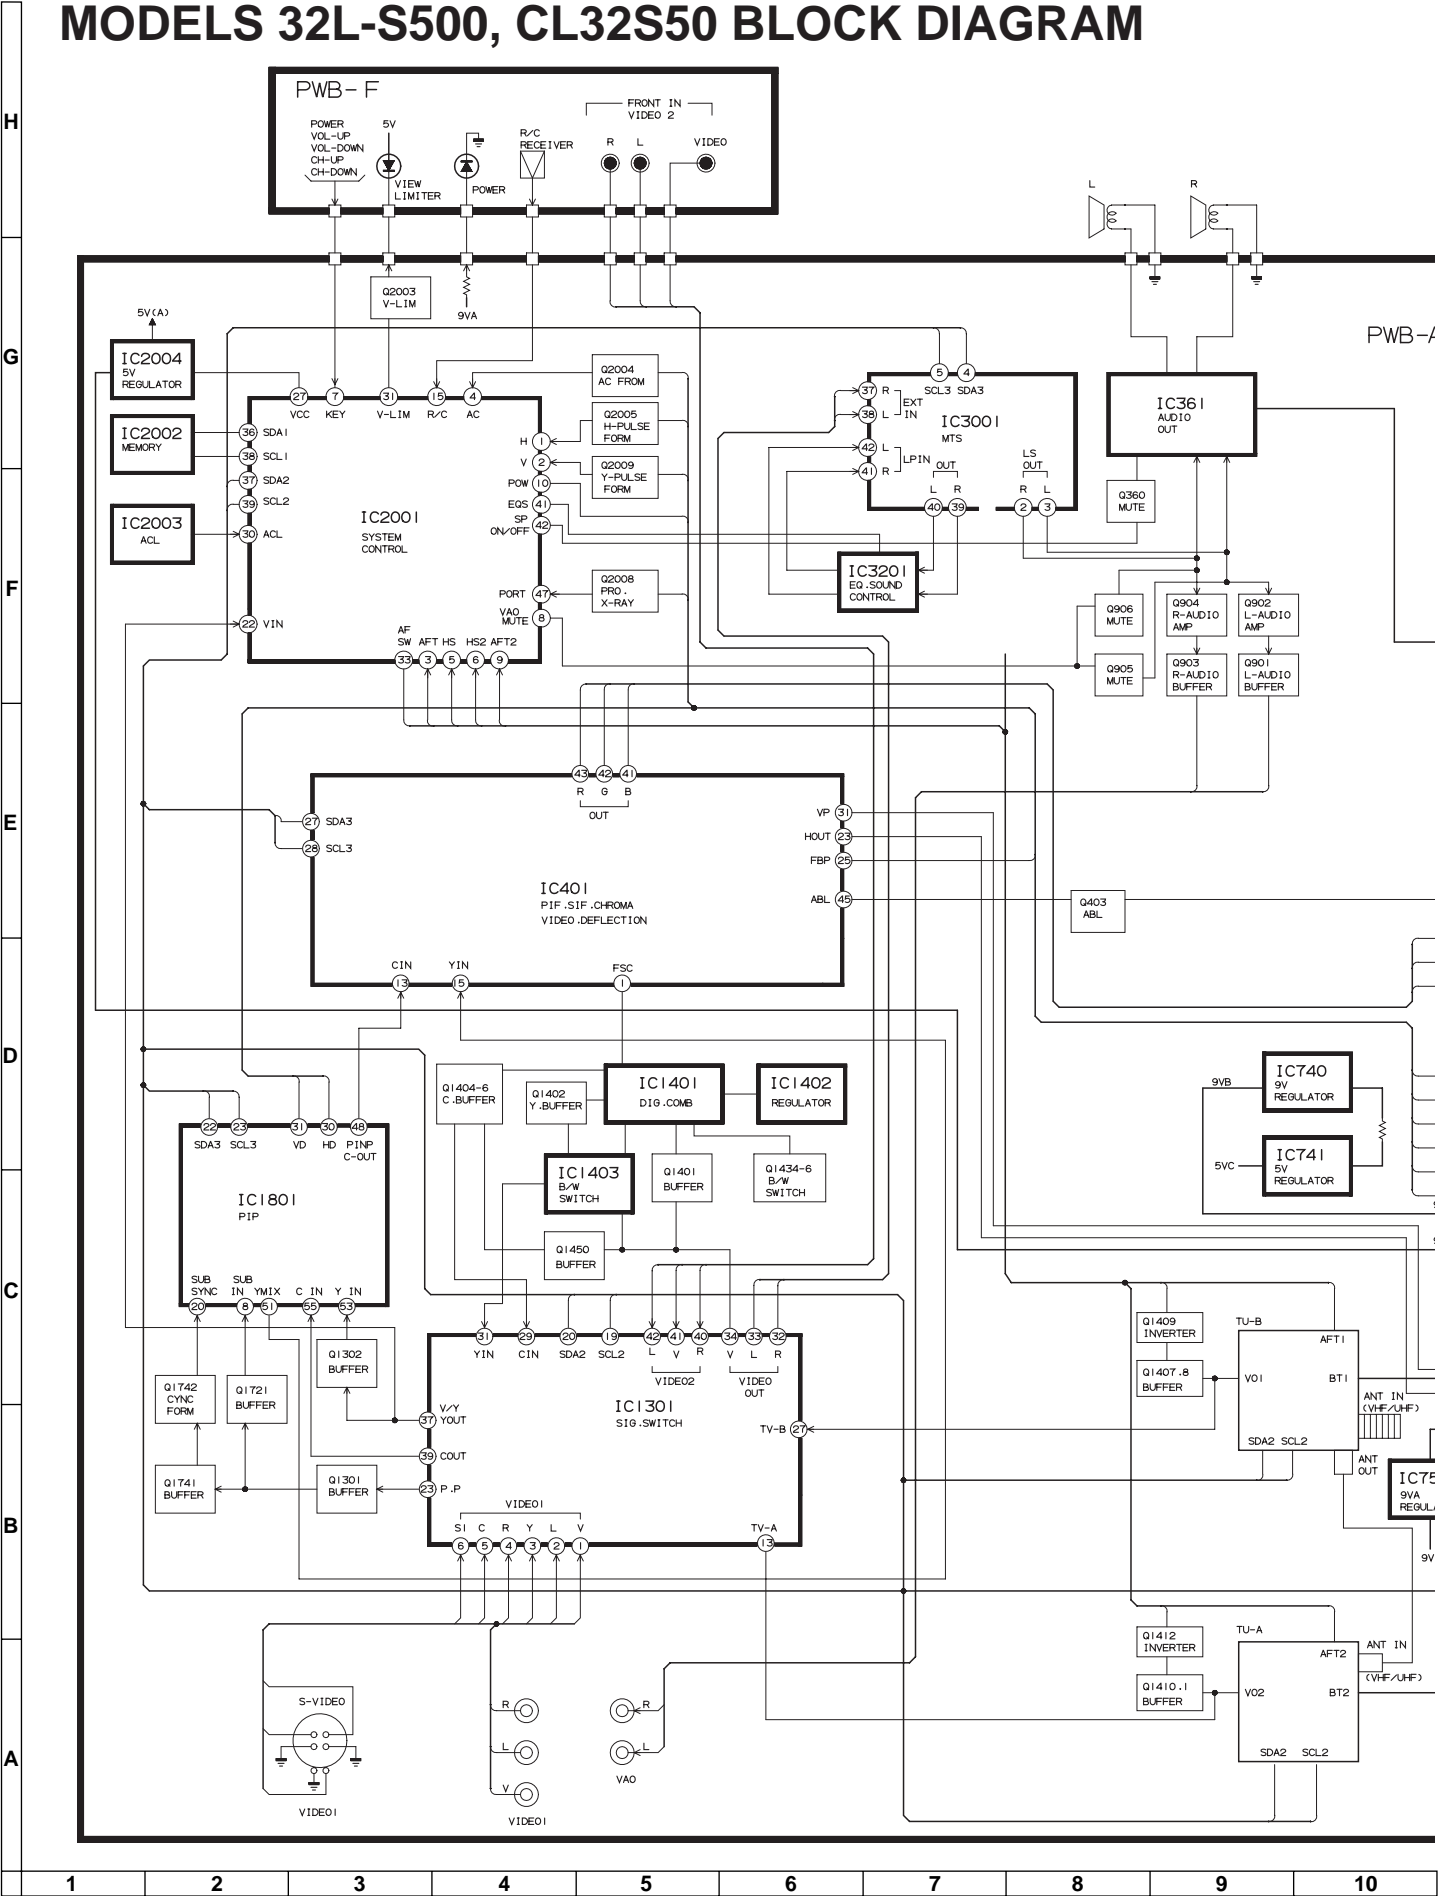 MODELS 32L-S500, CL32S50 BLOCK DIAGRAM
H
G
F
E
D
C
B
A
PWB-F
POWER
VOL-UP
VOL-DOWN
CH-UP
CH-DOWN
5V
VIEW
LIMITER
POWER
R/C
RECEIVER
FRONT IN
VIDEO 2
R
L
VIDEO
L
R
PWB-A
5V(A)
IC2004
5V
REGULATOR
IC2002
MEMORY
IC2003
ACL
Q2003
V-LIM
9VA
27
VCC
7
KEY
31
V-LIM
15
R/C
4
AC
36 SDA1
38 SCL1
37 SDA2
39 SCL2
30 ACL
22 VIN
IC2001
SYSTEM
CONTROL
H 1
V 2
POW 10
EQS 41
SP
ON/OFF 42
PORT 47
VAO
MUTE 8
AF
SW
33
AFT
3
HS
5
HS2
6
AFT2
9
Q2004
AC FROM
Q2005
H-PULSE
FORM
Q2009
Y-PULSE
FORM
Q2008
PRO.
X-RAY
5 4
SCL3 SDA3
37 R
38 L
EXT
IN
42 L
41 R
LPIN
IC3001
MTS
OUT
L R
40 39
LS
OUT
R L
2 3
IC3201
EQ.SOUND
CONTROL
IC361
AUDIO
OUT
Q360
MUTE
Q906
MUTE
Q905
MUTE
Q904
R-AUDIO
AMP
Q902
L-AUDIO
AMP
Q903
R-AUDIO
BUFFER
Q901
L-AUDIO
BUFFER
43 42 41
R G B
OUT
27 SDA3
28 SCL3
IC401
PIF.SIF.CHROMA
VIDEO.DEFLECTION
VP 31
HOUT 23
FBP 25
ABL 45
CIN
13
YIN
15
FSC
1
Q403
ABL
Q1404-6
C.BUFFER
Q1402
Y.BUFFER
IC1401
DIG.COMB
IC1402
REGULATOR
IC1403
B/W
SWITCH
Q1401
BUFFER
Q1434-6
B/W
SWITCH
Q1450
BUFFER
9VB
IC740
9V
REGULATOR
5VC
IC741
5V
REGULATOR
22 23 31 30 48
SDA3 SCL3 VD HD PINP
C-OUT
IC1801
PIP
SUB
SYNC
20
SUB
IN
8
YMIX
51
C IN
55
Y IN
53
Q1302
BUFFER
Q1742
CYNC
FORM
Q1721
BUFFER
Q1741
BUFFER
Q1301
BUFFER
31 29 20 19 42 41 40 34 33 32
YIN CIN SDA2 SCL2 L V R V L R
VIDEO2
VIDEO
OUT
IC1301
SIG.SWITCH
V/Y
37 YOUT
39 COUT
23 P.P
TV-B 27
VIDEO1
S1 C R Y L V
6 5 4 3 2 1
TV-A
13
Q1409
INVERTER
Q1407.8
BUFFER
TU-B
AFT1
VO1
BT1
SDA2 SCL2
ANT IN
(VHF/UHF)
ANT
OUT
IC75
9VA
REGUL
9V
Q1412
INVERTER
Q1410.1
BUFFER
TU-A
AFT2
VO2
BT2
SDA2 SCL2
ANT IN
(VHF/UHF)
S-VIDEO
VIDEO1
R
L
V
VIDEO1
R
L
VAO
1 2 3 4 5 6 7 8 9 10